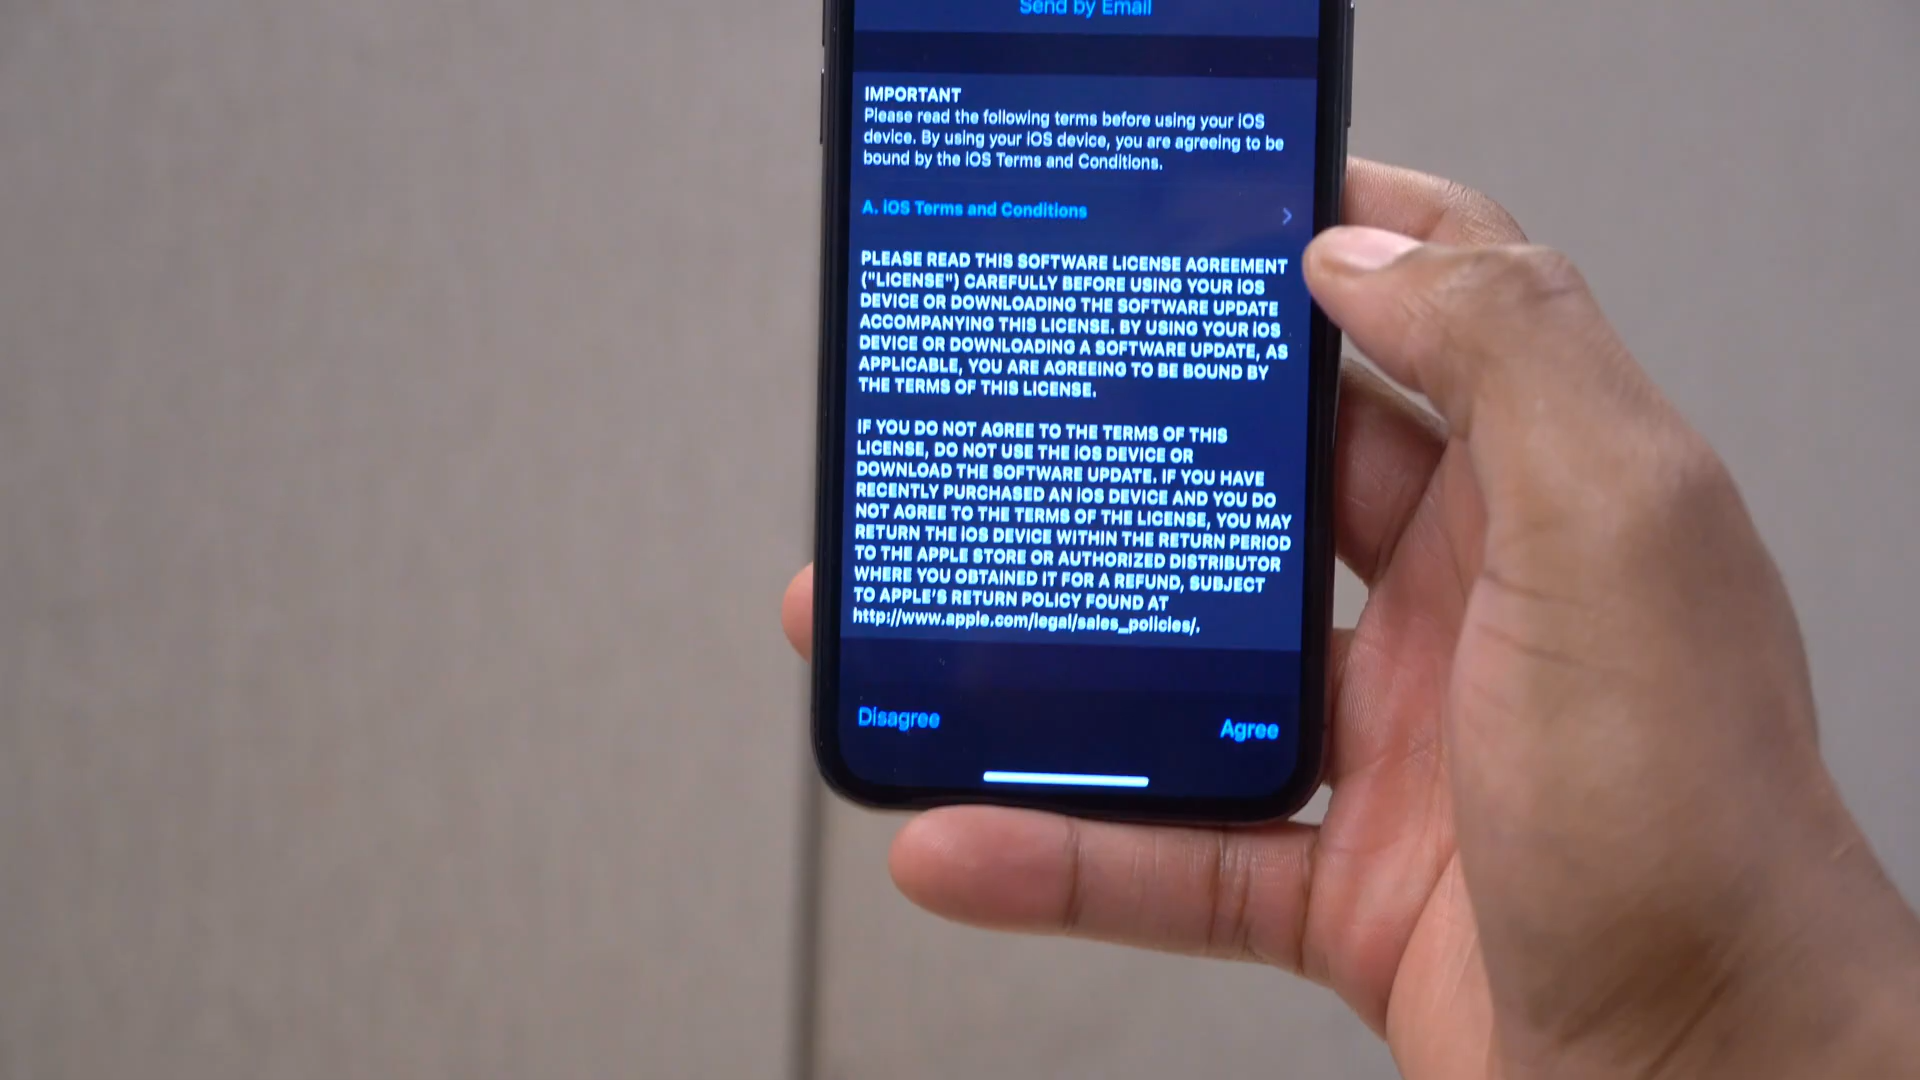 Send by Email
IMPORTANT
Please read the following terms before using your iOS
device. By using your iOS device, you are agreeing to be
bound by the iOS Terms and Conditions.
A. iOS Terms and Conditions
PLEASE READ THIS SOFTWARE LICENSE AGREEMENT
("LICENSE") CAREFULLY BEFORE USING YOUR iOS
DEVICE OR DOWNLOADING THE SOFTWARE UPDATE
ACCOMPANYING THIS LICENSE. BY USING YOUR iOS
DEVICE OR DOWNLOADING A SOFTWARE UPDATE, AS
APPLICABLE, YOU ARE AGREEING TO BE BOUND BY
THE TERMS OF THIS LICENSE.
IF YOU DO NOT AGREE TO THE TERMS OF THIS
LICENSE, DO NOT USE THE iOS DEVICE OR
DOWNLOAD THE SOFTWARE UPDATE. IF YOU HAVE
RECENTLY PURCHASED AN iOS DEVICE AND YOU DO
NOT AGREE TO THE TERMS OF THE LICENSE, YOU MAY
RETURN THE iOS DEVICE WITHIN THE RETURN PERIOD
TO THE APPLE STORE OR AUTHORIZED DISTRIBUTOR
WHERE YOU OBTAINED IT FOR A REFUND, SUBJECT
TO APPLE'S RETURN POLICY FOUND AT
http://www.apple.com/legal/sales_policies/.
Disagree
Agree